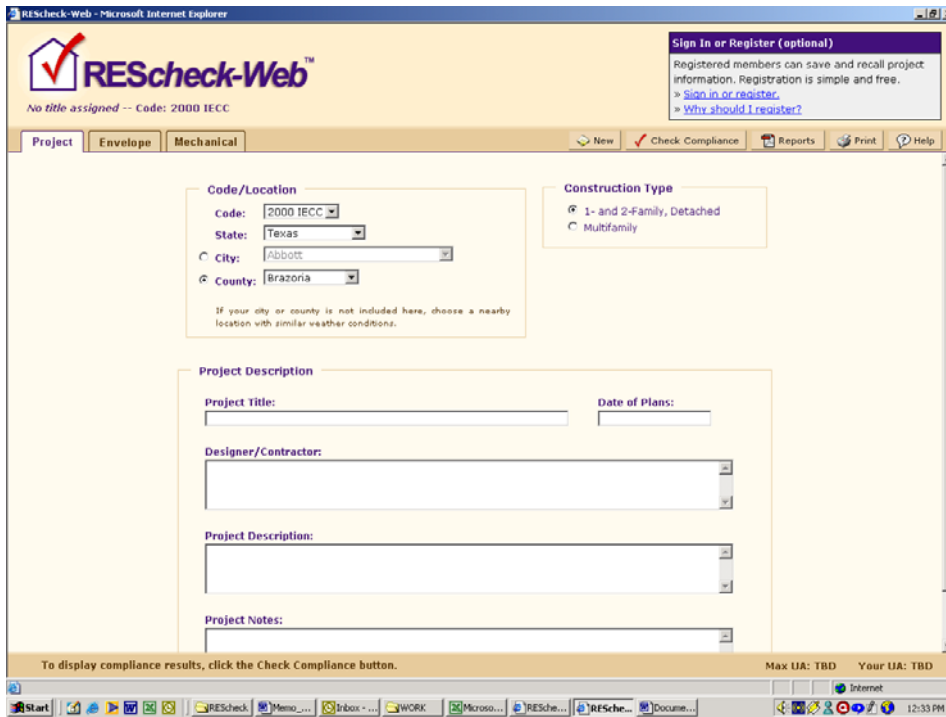 REScheck-Web - Microsoft Internet Explorer
REScheck-Web™
No title assigned -- Code: 2000 IECC
Sign In or Register (optional)
Registered members can save and recall project
information. Registration is simple and free.
» Sign in or register.
» Why should I register?
Project Envelope Mechanical
New Check Compliance Reports Print Help
Code/Location
Code: 2000 IECC
State: Texas
City: Abbott
County: Brazoria
If your city or county is not included here, choose a nearby
location with similar weather conditions.
Construction Type
1- and 2-Family, Detached
Multifamily
Project Description
Project Title: Date of Plans:
Designer/Contractor:
Project Description:
Project Notes:
To display compliance results, click the Check Compliance button. Max UA: TBD Your UA: TBD
Internet
Start REScheck Memo_... Inbox - ... WORK Microso... RESche... RESche... Docume... 12:33 PM